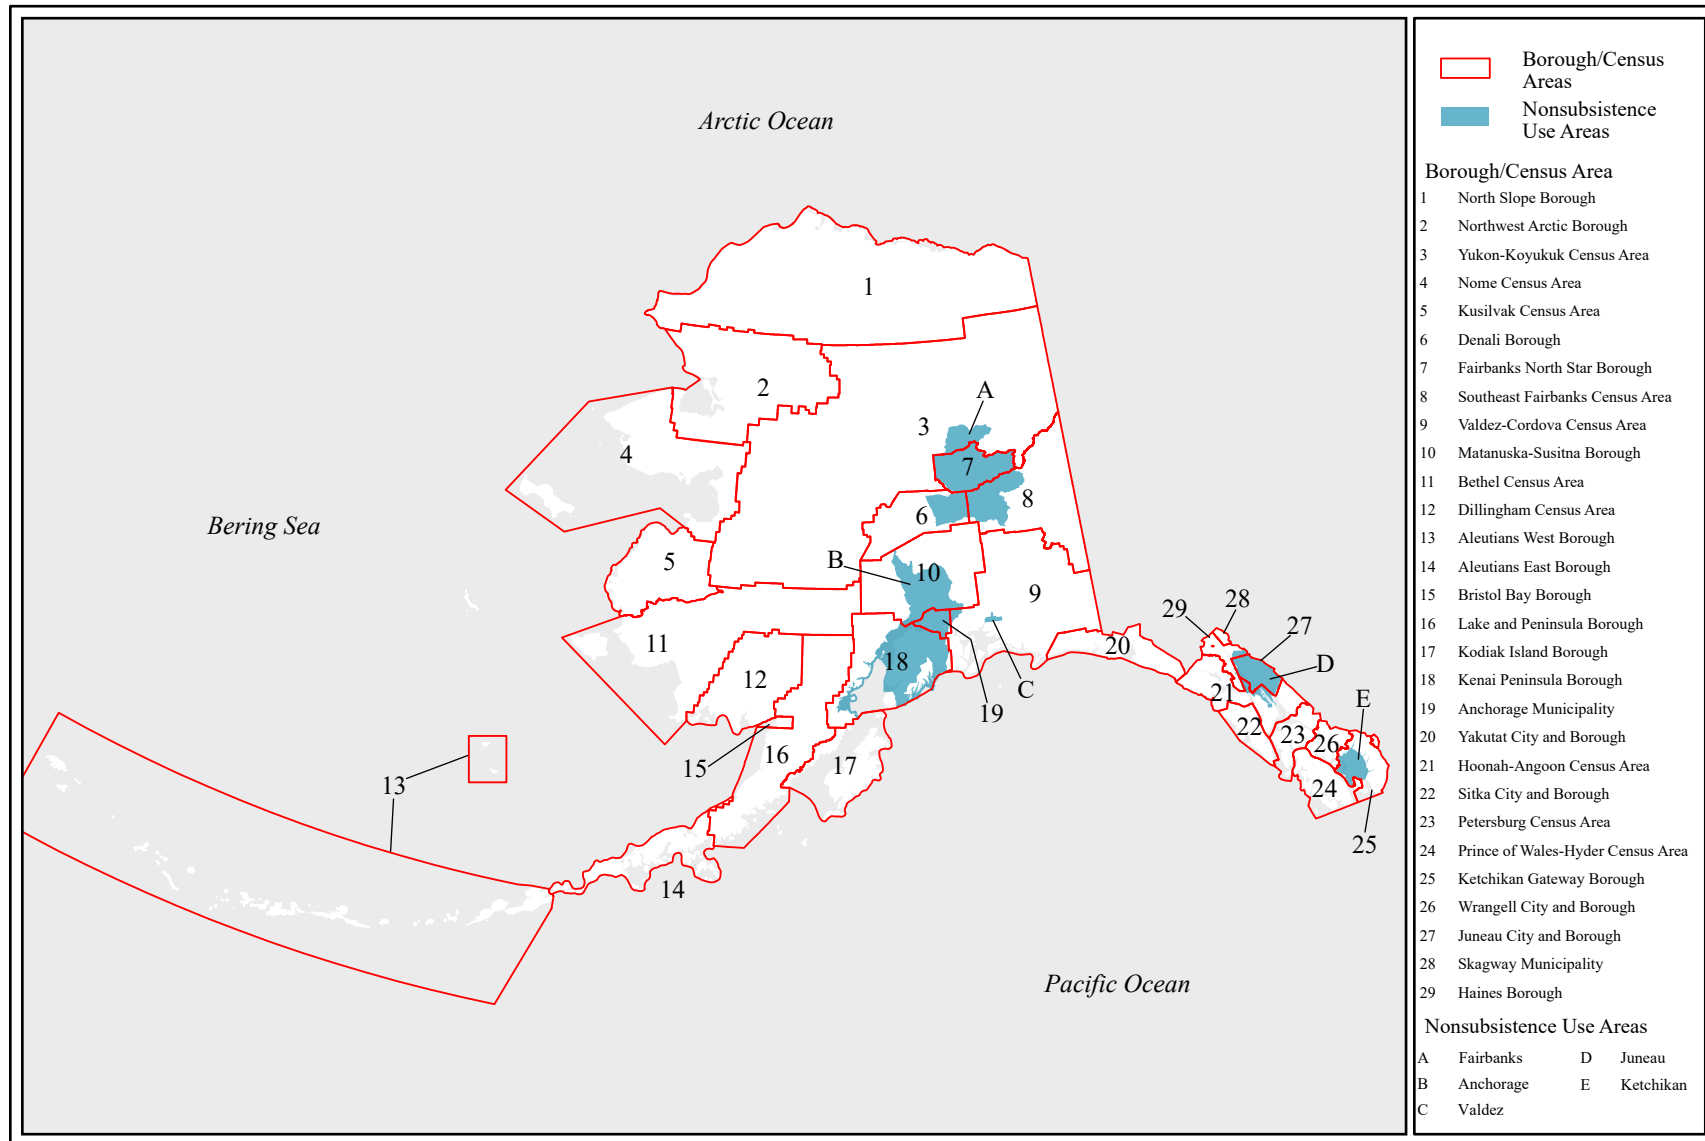 Arctic Ocean
Bering Sea
Pacific Ocean
1
2
3
A
4
7
8
6
5
B
10
9
11
18
20
29
28
27
D
12
C
19
21
E
22
23
26
15
16
17
24
13
25
14
Borough/Census
Areas
Nonsubsistence
Use Areas
Borough/Census Area
1 North Slope Borough
2 Northwest Arctic Borough
3 Yukon-Koyukuk Census Area
4 Nome Census Area
5 Kusilvak Census Area
6 Denali Borough
7 Fairbanks North Star Borough
8 Southeast Fairbanks Census Area
9 Valdez-Cordova Census Area
10 Matanuska-Susitna Borough
11 Bethel Census Area
12 Dillingham Census Area
13 Aleutians West Borough
14 Aleutians East Borough
15 Bristol Bay Borough
16 Lake and Peninsula Borough
17 Kodiak Island Borough
18 Kenai Peninsula Borough
19 Anchorage Municipality
20 Yakutat City and Borough
21 Hoonah-Angoon Census Area
22 Sitka City and Borough
23 Petersburg Census Area
24 Prince of Wales-Hyder Census Area
25 Ketchikan Gateway Borough
26 Wrangell City and Borough
27 Juneau City and Borough
28 Skagway Municipality
29 Haines Borough
Nonsubsistence Use Areas
A Fairbanks D Juneau
B Anchorage E Ketchikan
C Valdez